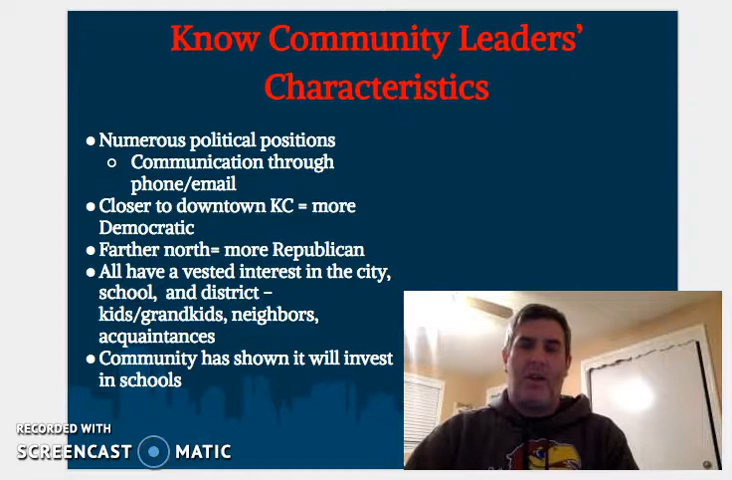 Know Community Leaders'
Characteristics
● Numerous political positions
○ Communication through
phone/email
● Closer to downtown KC = more
Democratic
● Farther north= more Republican
● All have a vested interest in the city,
school, and district –
kids/grandkids, neighbors,
acquaintances
● Community has shown it will invest
in schools
RECORDED WITH
SCREENCAST MATIC